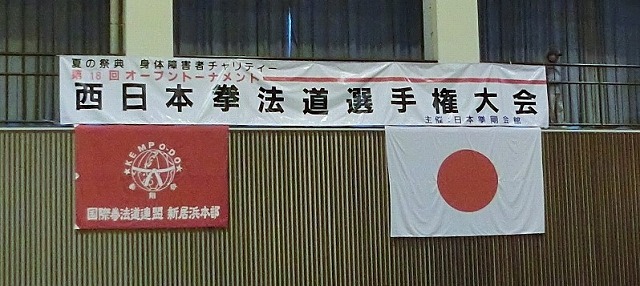 夏の祭典 身体障害者チャリティー
第18回オープントーナメント
西日本拳法道選手権大会
主催:日本拳剛会館
★KEMPO-DO★
国際拳法道連盟 新居浜本部